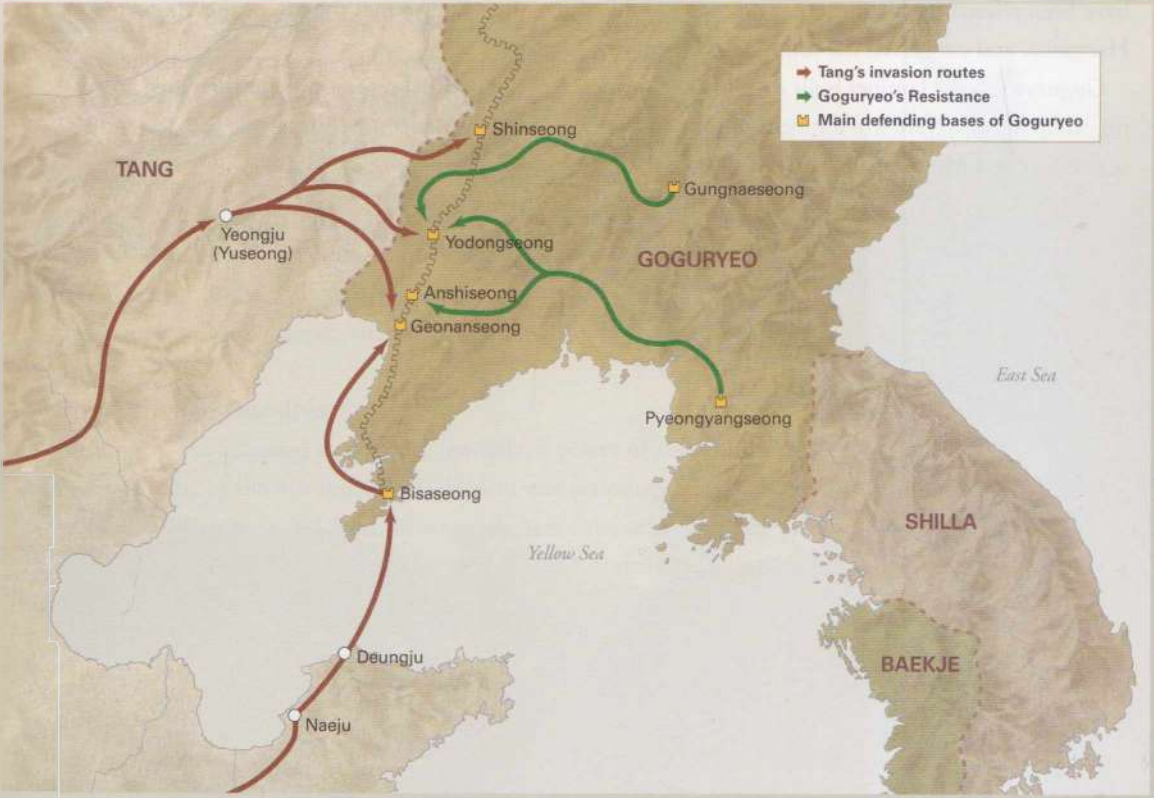 Tang's invasion routes
Goguryeo's Resistance
Main defending bases of Goguryeo
Shinseong
TANG
Gungnaeseong
Yeongju
(Yuseong)
Yodongseong
GOGURYEO
Anshiseong
Geonanseong
East Sea
Pyeongyangseong
Bisaseong
SHILLA
Yellow Sea
Deungju
BAEKJE
Naeju